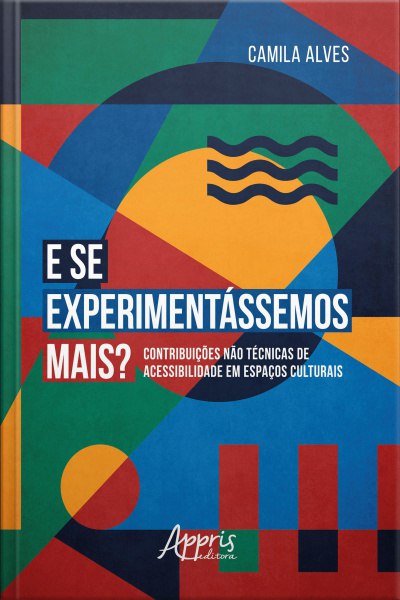 CAMILA ALVES
E SE
EXPERIMENTÁSSEMOS
MAIS?
CONTRIBUIÇÕES NÃO TÉCNICAS DE
ACESSIBILIDADE EM ESPAÇOS CULTURAIS
Appris
editora